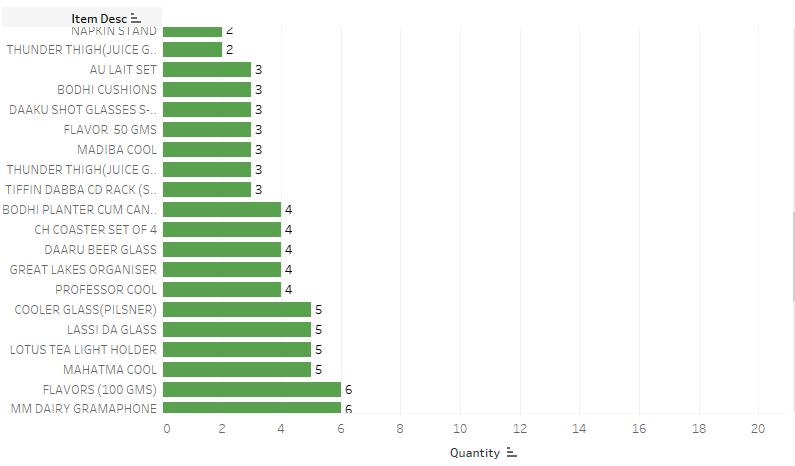 Item Desc
NAPKIN STAND 2
THUNDER THIGH(JUICE G.. 2
AU LAIT SET 3
BODHI CUSHIONS 3
DAAKU SHOT GLASSES S-.. 3
FLAVOR  50 GMS 3
MADIBA COOL 3
THUNDER THIGH(JUICE G.. 3
TIFFIN DABBA CD RACK (S.. 3
BODHI PLANTER CUM CAN.. 4
CH COASTER SET OF 4 4
DAARU BEER GLASS 4
GREAT LAKES ORGANISER 4
PROFESSOR COOL 4
COOLER GLASS(PILSNER) 5
LASSI DA GLASS 5
LOTUS TEA LIGHT HOLDER 5
MAHATMA COOL 5
FLAVORS (100 GMS) 6
MM DAIRY GRAMAPHONE 6
0 2 4 6 8 10 12 14 16 18 20
Quantity